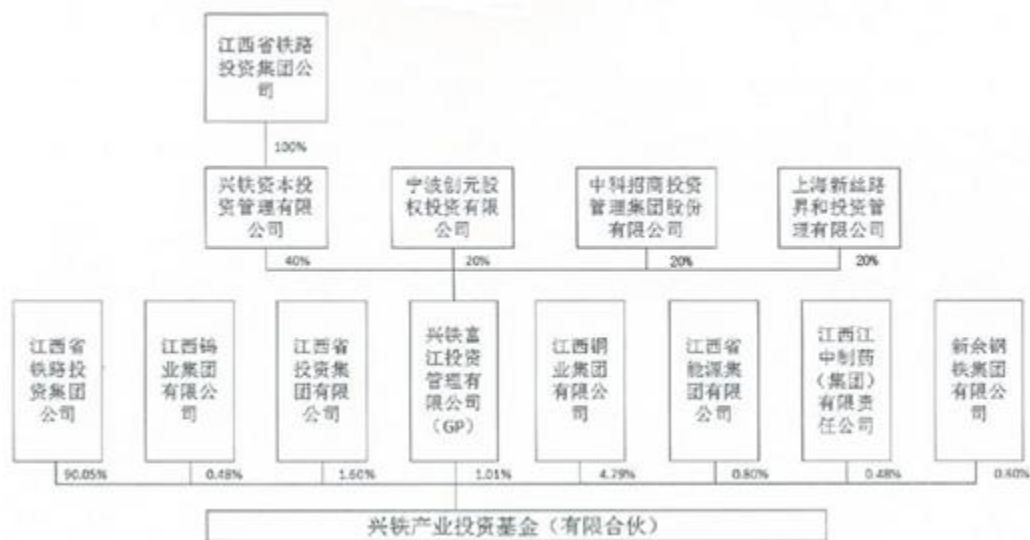 江西省铁路
投资集团公
司
100%
兴铁资本投
资管理有限
公司
宁波创元股
权投资有限
公司
中科招商投资
管理集团股份
有限公司
上海新丝路
昇和投资管
理有限公司
40%
20%
20%
20%
江西省
铁路投
资集团
公司
江西钨
业集团
有限公
司
江西省
投资集
团有限
公司
兴铁富
江投资
管理有
限公司
（GP）
江西铜
业集团
有限公
司
江西省
能源集
团有限
公司
江西江
中制药
（集团）
有限责
任公司
新余钢
铁集团
有限公
司
90.05%
0.48%
1.60%
1.01%
4.79%
0.80%
0.48%
0.80%
兴铁产业投资基金（有限合伙）